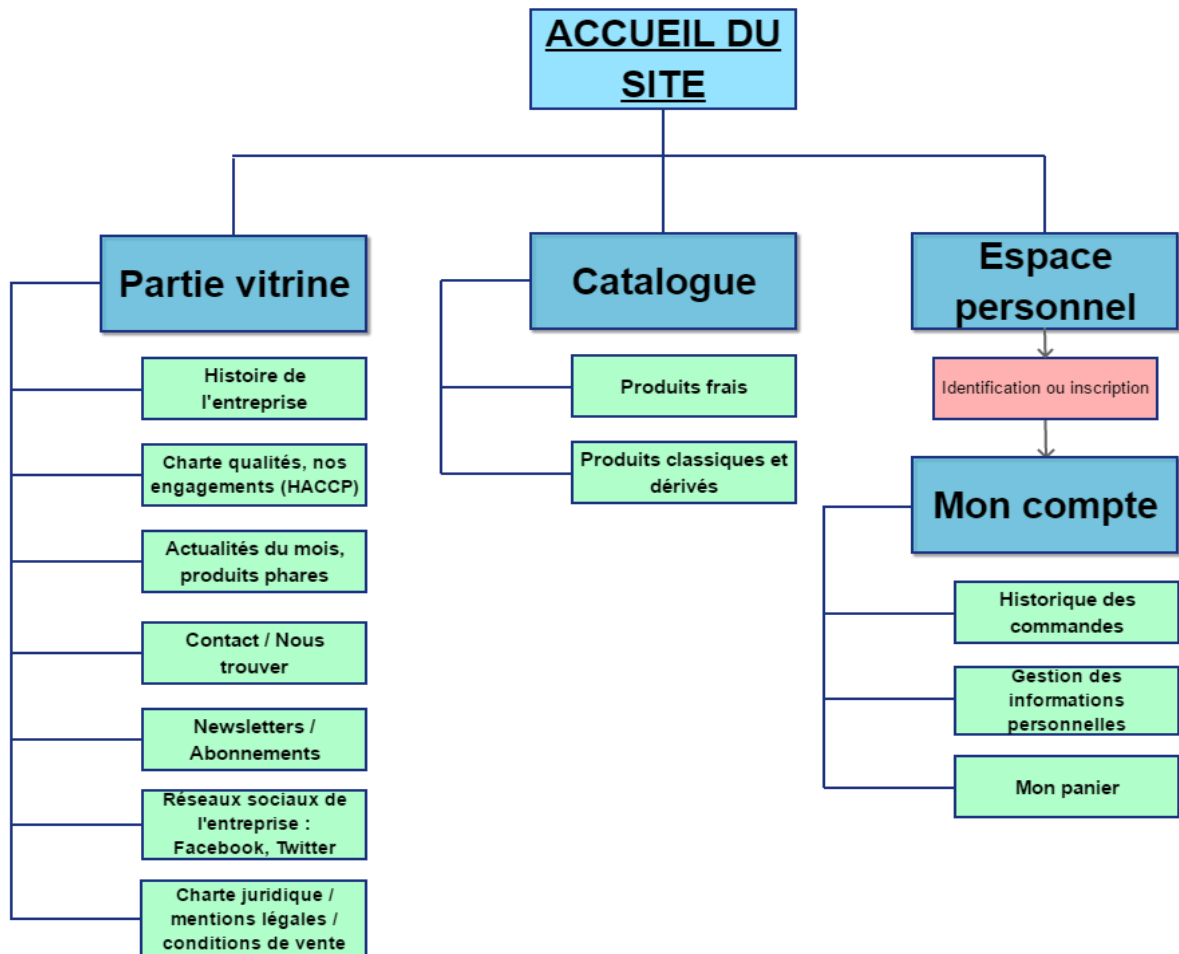 ACCUEIL DU
SITE
Partie vitrine
Histoire de
l'entreprise
Charte qualités, nos
engagements (HACCP)
Actualités du mois,
produits phares
Contact / Nous
trouver
Newsletters /
Abonnements
Réseaux sociaux de
l'entreprise :
Facebook, Twitter
Charte juridique /
mentions légales /
conditions de vente
Catalogue
Produits frais
Produits classiques et
dérivés
Espace
personnel
Identification ou inscription
Mon compte
Historique des
commandes
Gestion des
informations
personnelles
Mon panier